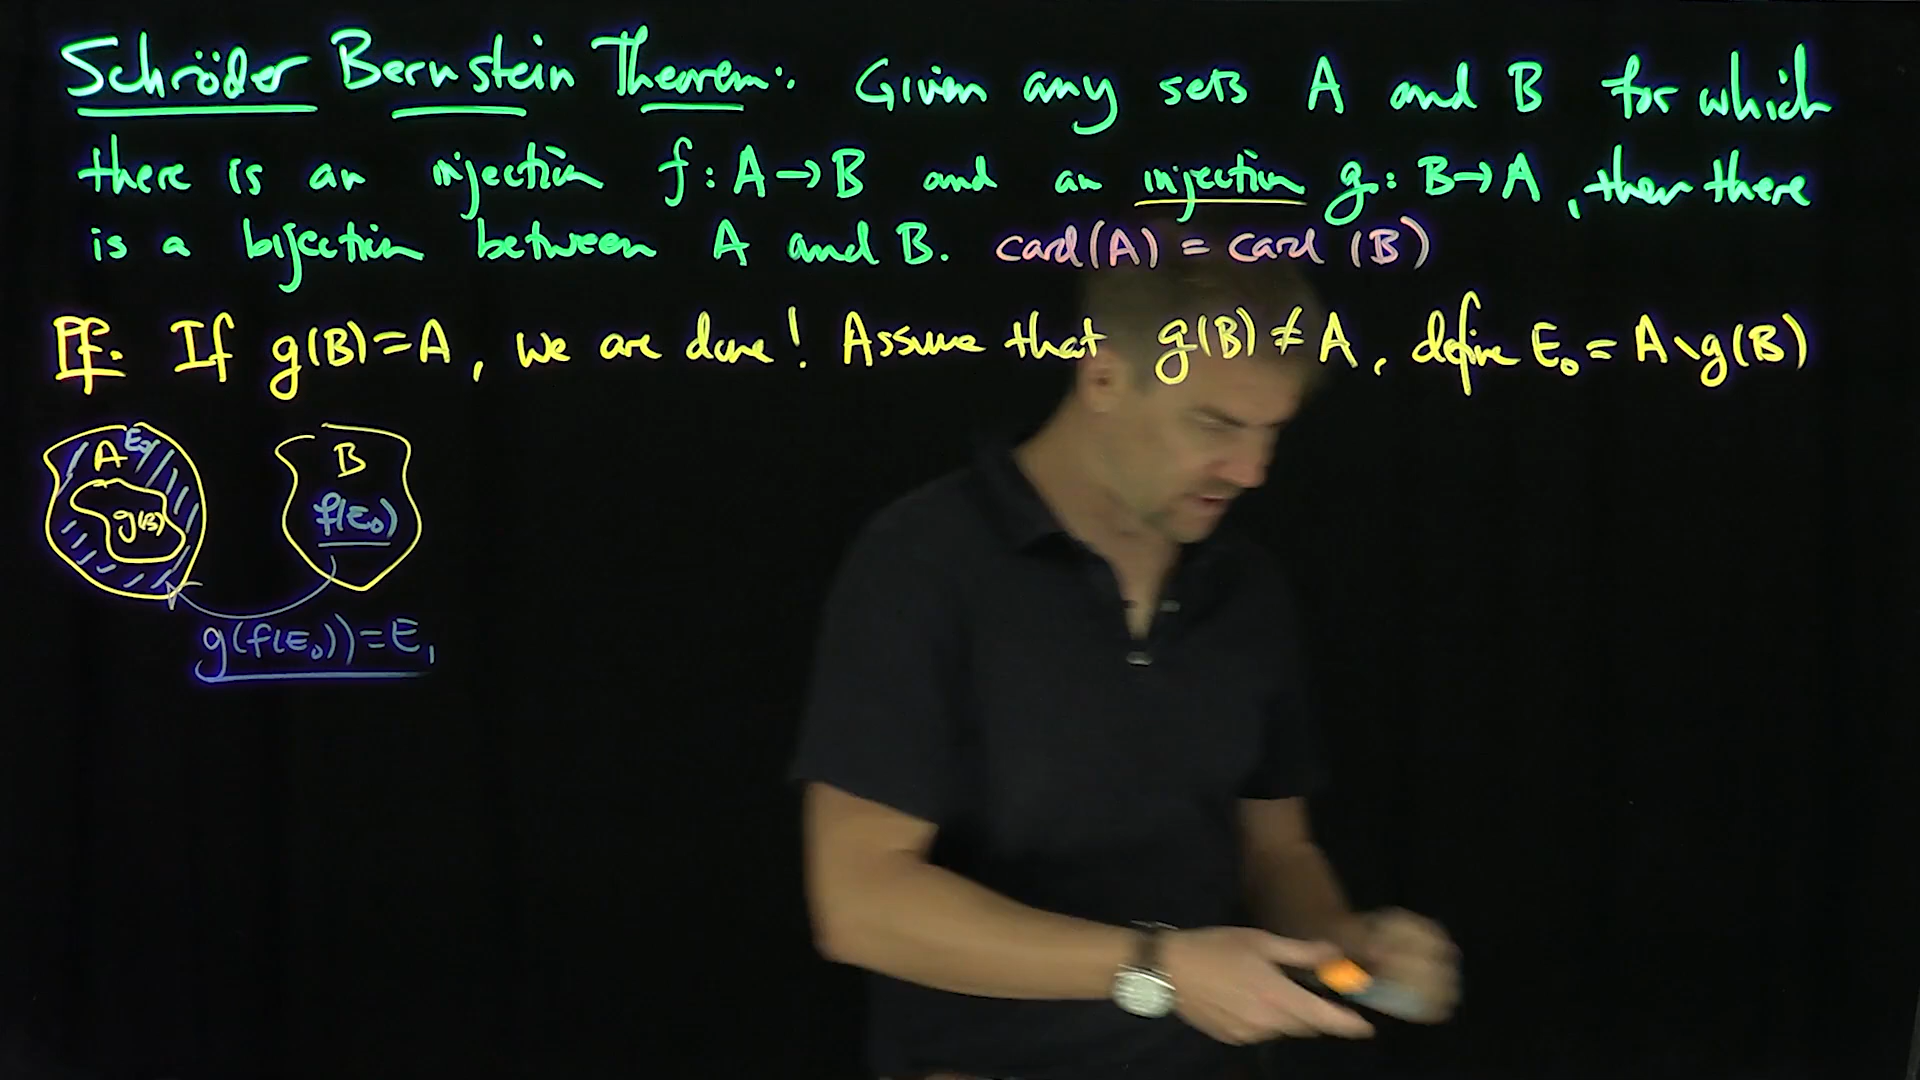 Schröder Bernstein Theorem: Given any sets A and B for which
there is an injection f: A→B and an injection g: B→A, then there
is a bijection between A and B. card(A) = card (B)
Pf. If g(B)=A, we are done! Assume that g(B)≠A, define E₀ = A∖g(B)
A E₀ B
g(B) f(E₀)
g(f(E₀))=E₁